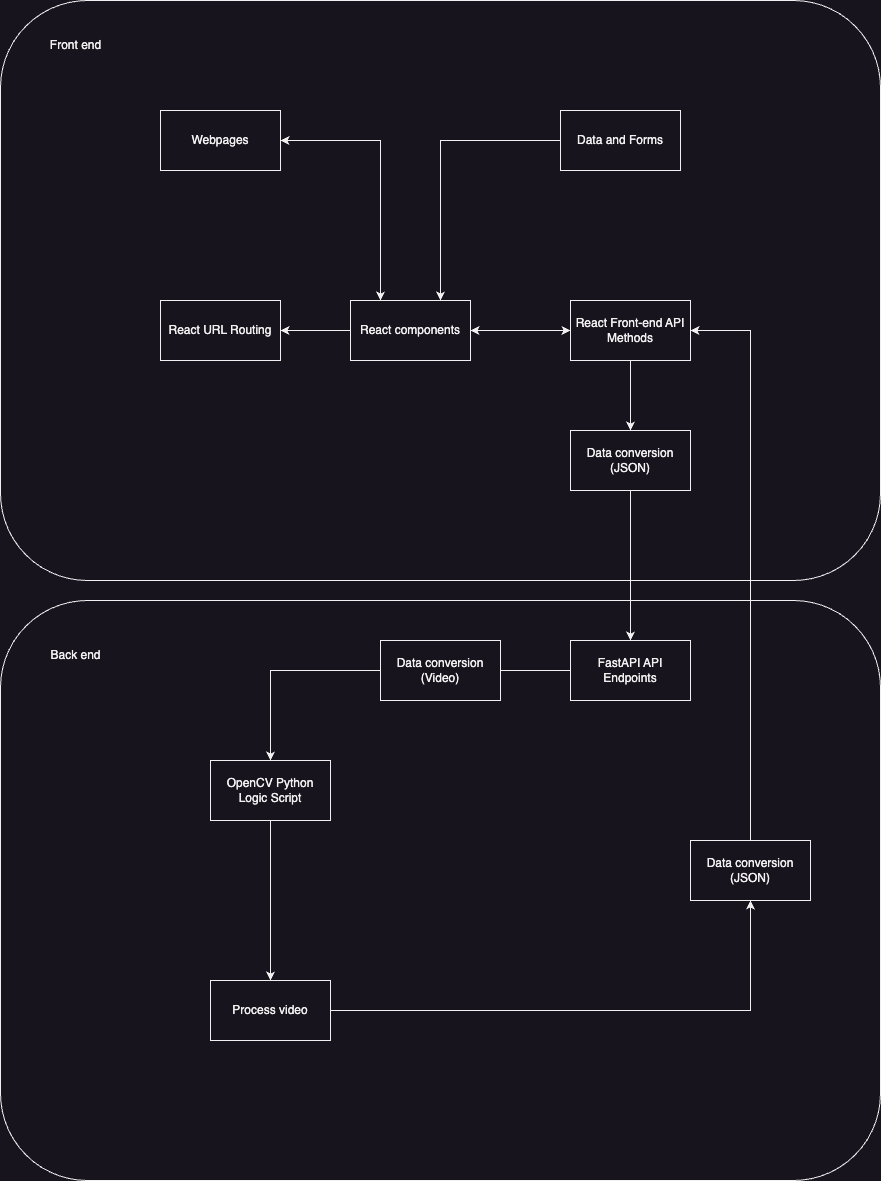 Front end
Webpages
Data and Forms
React URL Routing
React components
React Front-end API
Methods
Data conversion
(JSON)
Back end
Data conversion
(Video)
FastAPI API
Endpoints
OpenCV Python
Logic Script
Data conversion
(JSON)
Process video